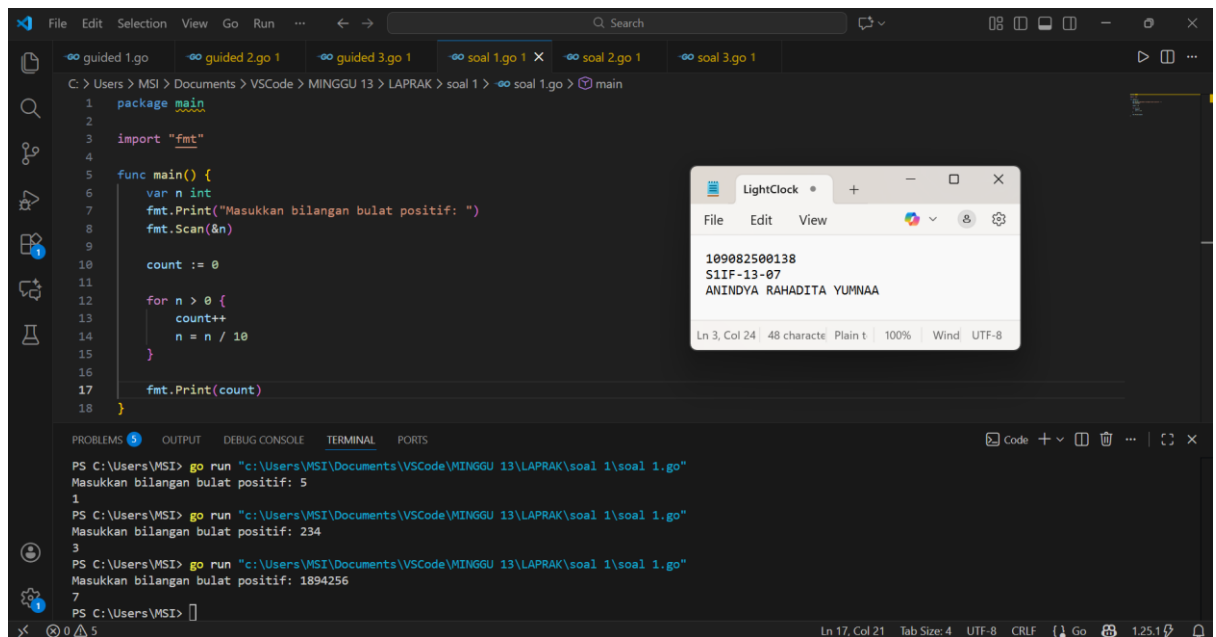 File Edit Selection View Go Run ... Search
guided 1.go guided 2.go 1 guided 3.go 1 soal 1.go 1 soal 2.go 1 soal 3.go 1
C: > Users > MSI > Documents > VSCode > MINGGU 13 > LAPRAK > soal 1 > soal 1.go > main
1 package main
2
3 import "fmt"
4
5 func main() {
6 var n int
7 fmt.Print("Masukkan bilangan bulat positif: ")
8 fmt.Scan(&n)
9
10 count := 0
11
12 for n > 0 {
13 count++
14 n = n / 10
15 }
16
17 fmt.Print(count)
18 }
LightClock
File Edit View
109082500138
S1IF-13-07
ANINDYA RAHADITA YUMNAA
Ln 3, Col 24 48 characte Plain t 100% Wind UTF-8
PROBLEMS 5 OUTPUT DEBUG CONSOLE TERMINAL PORTS Code
PS C:\Users\MSI> go run "c:\Users\MSI\Documents\VSCode\MINGGU 13\LAPRAK\soal 1\soal 1.go"
Masukkan bilangan bulat positif: 5
1
PS C:\Users\MSI> go run "c:\Users\MSI\Documents\VSCode\MINGGU 13\LAPRAK\soal 1\soal 1.go"
Masukkan bilangan bulat positif: 234
3
PS C:\Users\MSI> go run "c:\Users\MSI\Documents\VSCode\MINGGU 13\LAPRAK\soal 1\soal 1.go"
Masukkan bilangan bulat positif: 1894256
7
PS C:\Users\MSI>
1
1
0 5 Ln 17, Col 21 Tab Size: 4 UTF-8 CRLF Go 1.25.1